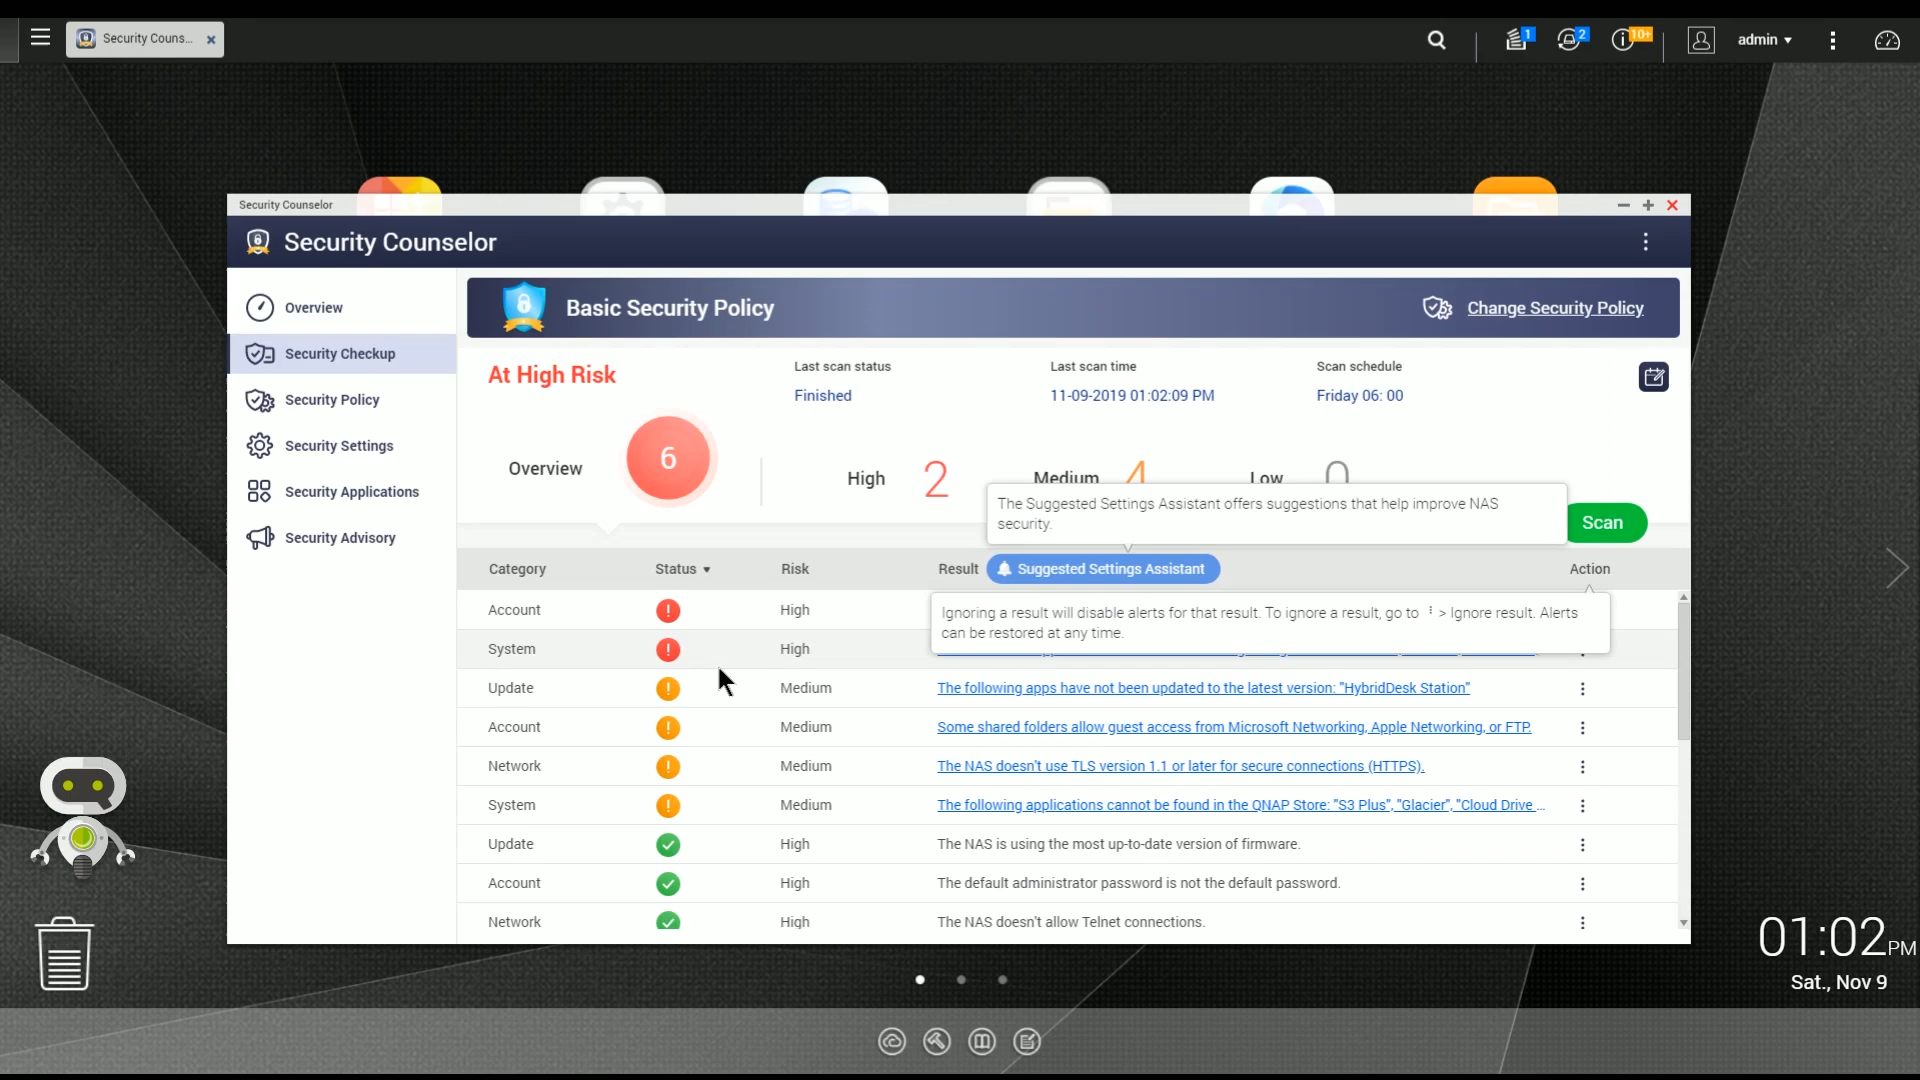 Security Couns...
1
2
10+
admin
Security Counselor
Security Counselor
Overview
Security Checkup
Security Policy
Security Settings
Security Applications
Security Advisory
Basic Security Policy
Change Security Policy
At High Risk
Last scan status
Finished
Last scan time
11-09-2019 01:02:09 PM
Scan schedule
Friday 06: 00
Overview
6
High 2
Medium 4
Low 0
The Suggested Settings Assistant offers suggestions that help improve NAS
security.
Scan
Category Status Risk Result Suggested Settings Assistant Action
Account High
Ignoring a result will disable alerts for that result. To ignore a result, go to ⋮ > Ignore result. Alerts
can be restored at any time.
System High
Update Medium The following apps have not been updated to the latest version: "HybridDesk Station"
Account Medium Some shared folders allow guest access from Microsoft Networking, Apple Networking, or FTP.
Network Medium The NAS doesn't use TLS version 1.1 or later for secure connections (HTTPS).
System Medium The following applications cannot be found in the QNAP Store: "S3 Plus", "Glacier", "Cloud Drive ...
Update High The NAS is using the most up-to-date version of firmware.
Account High The default administrator password is not the default password.
Network High The NAS doesn't allow Telnet connections.
01:02 PM
Sat., Nov 9